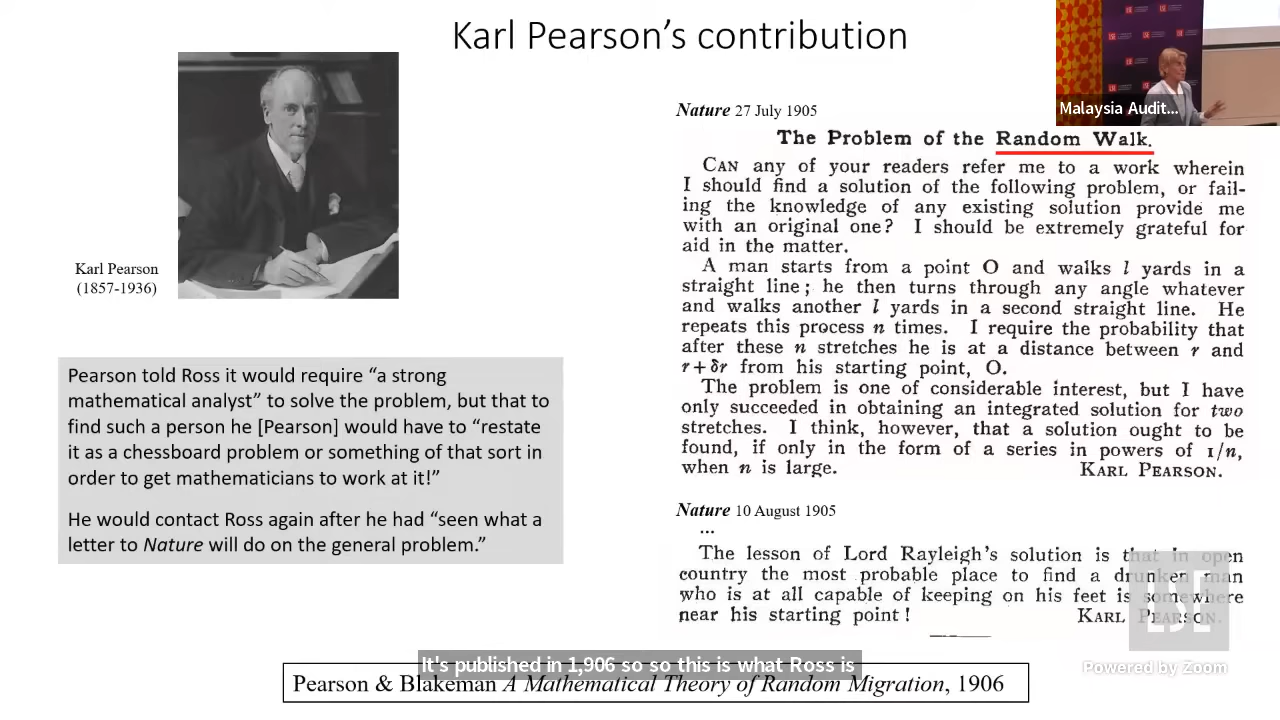 Karl Pearson's contribution
Malaysia Audit...
Karl Pearson
(1857-1936)
Pearson told Ross it would require “a strong
mathematical analyst” to solve the problem, but that to
find such a person he [Pearson] would have to “restate
it as a chessboard problem or something of that sort in
order to get mathematicians to work at it!”
He would contact Ross again after he had “seen what a
letter to Nature will do on the general problem.”
Nature 27 July 1905
The Problem of the Random Walk.
CAN any of your readers refer me to a work wherein
I should find a solution of the following problem, or fail-
ing the knowledge of any existing solution provide me
with an original one? I should be extremely grateful for
aid in the matter.
A man starts from a point O and walks l yards in a
straight line; he then turns through any angle whatever
and walks another l yards in a second straight line. He
repeats this process n times. I require the probability that
after these n stretches he is at a distance between r and
r+δr from his starting point, O.
The problem is one of considerable interest, but I have
only succeeded in obtaining an integrated solution for two
stretches. I think, however, that a solution ought to be
found, if only in the form of a series in powers of 1/n,
when n is large. KARL PEARSON.
Nature 10 August 1905
...
The lesson of Lord Rayleigh's solution is that in open
country the most probable place to find a drunken man
who is at all capable of keeping on his feet is somewhere
near his starting point! KARL PEARSON.
LSE
Powered by Zoom
It's published in 1,906 so so this is what Ross is
Pearson & Blakeman A Mathematical Theory of Random Migration, 1906